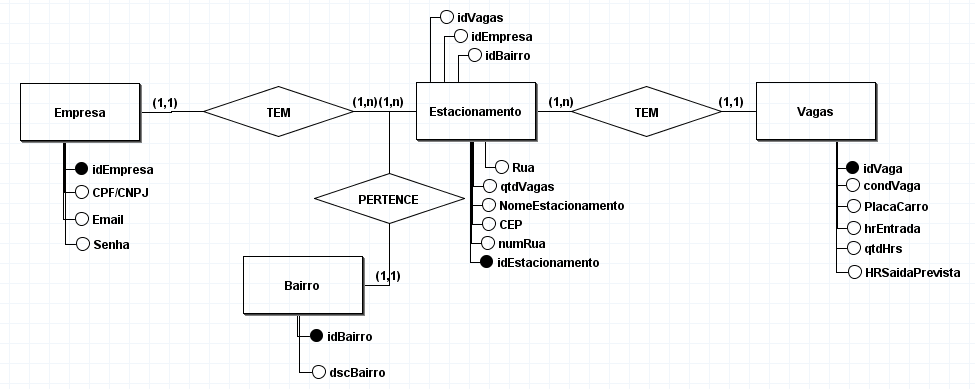 idVagas
idEmpresa
idBairro
Empresa
(1,1)
TEM
(1,n)(1,n)
Estacionamento
(1,n)
TEM
(1,1)
Vagas
idEmpresa
CPF/CNPJ
Email
Senha
Rua
qtdVagas
NomeEstacionamento
CEP
numRua
idEstacionamento
idVaga
condVaga
PlacaCarro
hrEntrada
qtdHrs
HRSaidaPrevista
PERTENCE
(1,1)
Bairro
idBairro
dscBairro